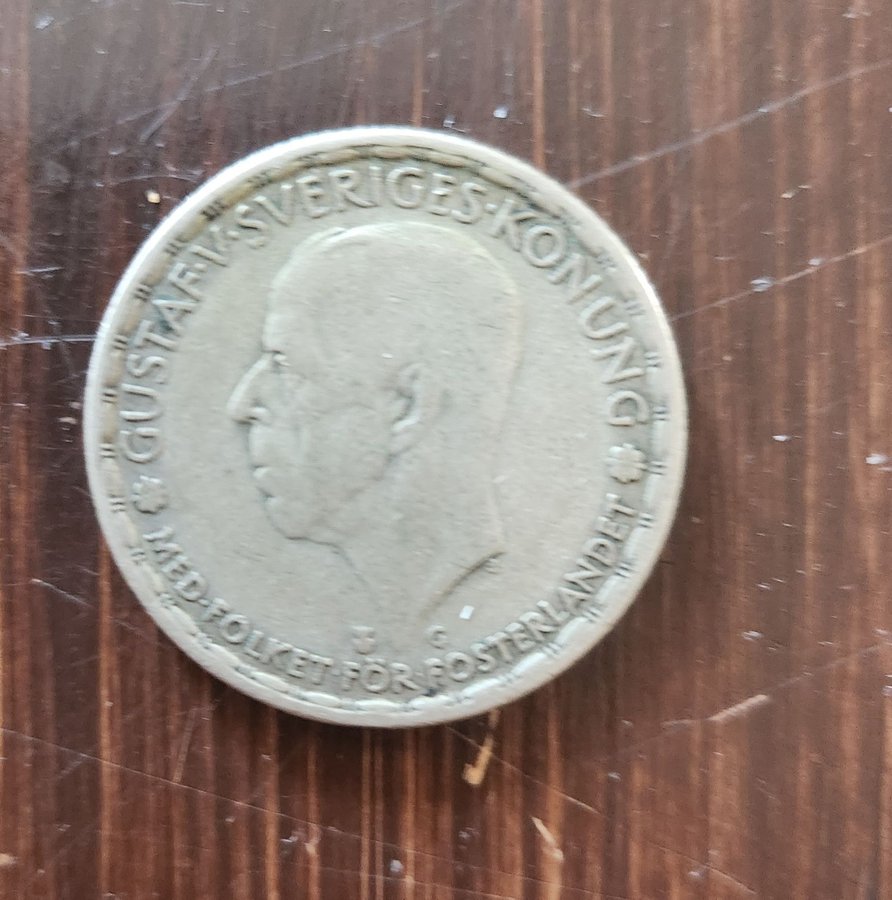 GUSTAF·V·SVERIGES·KONUNG
MED·FOLKET·FÖR·FOSTERLANDET
G